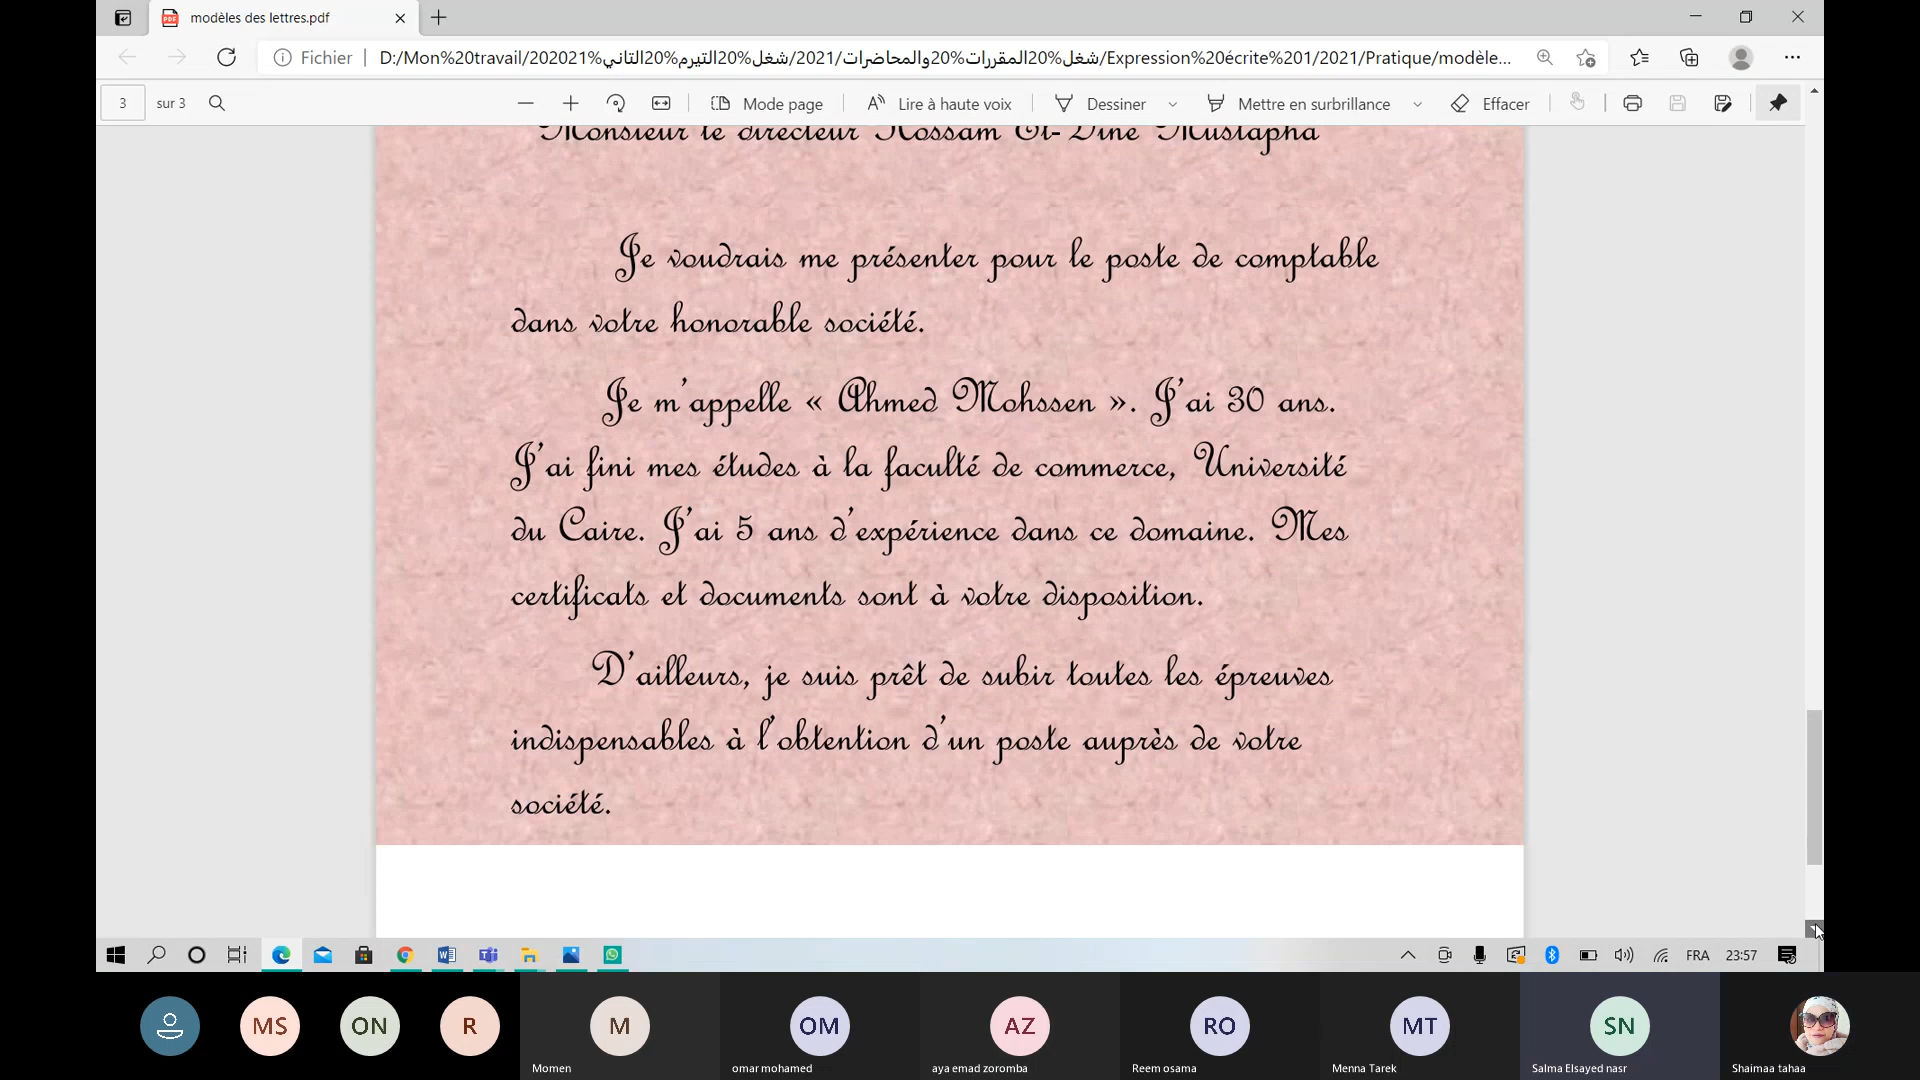 modèles des lettres.pdf
Fichier D:/Mon%20travail/202021%شغل%20التيرم%20الثاني/2021/شغل%20المقررات%20والمحاضرات/Expression%20écrite%201/2021/Pratique/modèle...
3 sur 3 Mode page Lire à haute voix Dessiner Mettre en surbrillance Effacer
Monsieur le directeur Hossam El-Dine Mustapha
Je voudrais me présenter pour le poste de comptable
dans votre honorable société.
Je m'appelle « Ahmed Mohssen ». J'ai 30 ans.
J'ai fini mes études à la faculté de commerce, Université
du Caire. J'ai 5 ans d'expérience dans ce domaine. Mes
certificats et documents sont à votre disposition.
D'ailleurs, je suis prêt de subir toutes les épreuves
indispensables à l'obtention d'un poste auprès de votre
société.
FRA 23:57
MS ON R M OM AZ RO MT SN
Momen omar mohamed aya emad zoromba Reem osama Menna Tarek Salma Elsayed nasr Shaimaa tahaa